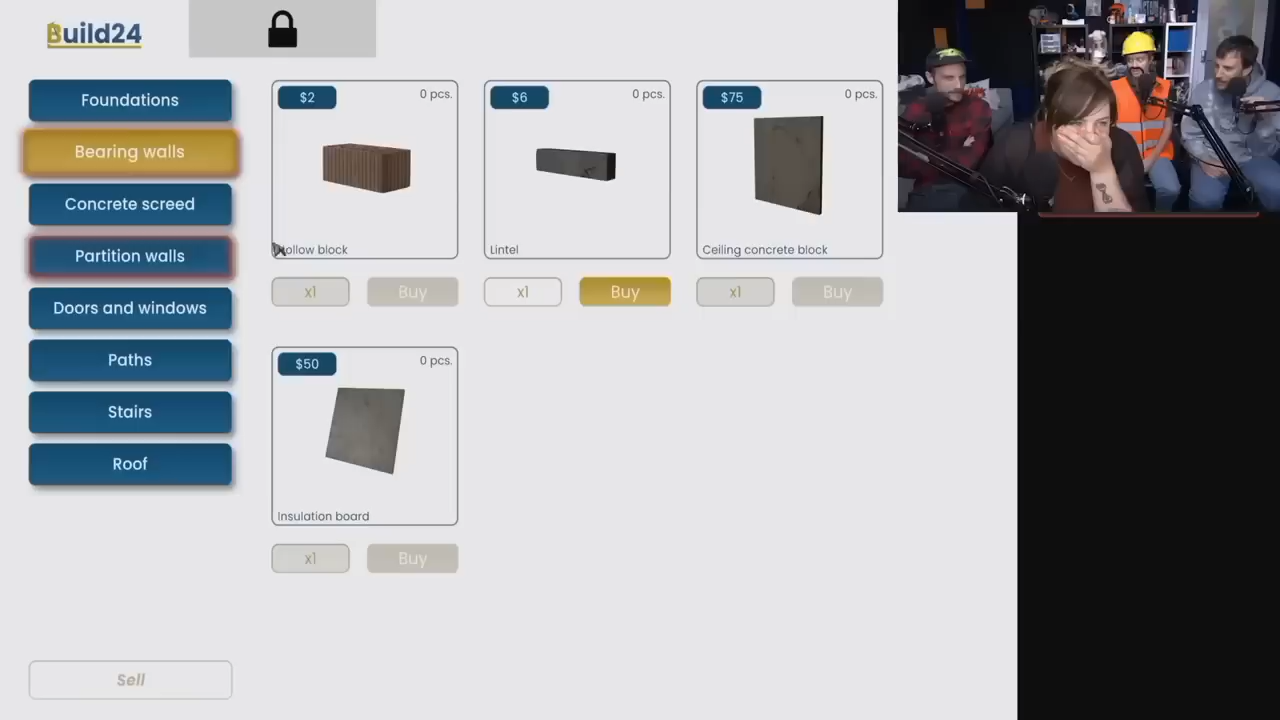 Build24
Foundations
Bearing walls
Concrete screed
Partition walls
Doors and windows
Paths
Stairs
Roof
Sell
$2
0 pcs.
Hollow block
x1
Buy
$6
0 pcs.
Lintel
x1
Buy
$75
0 pcs.
Ceiling concrete block
x1
Buy
$50
0 pcs.
Insulation board
x1
Buy